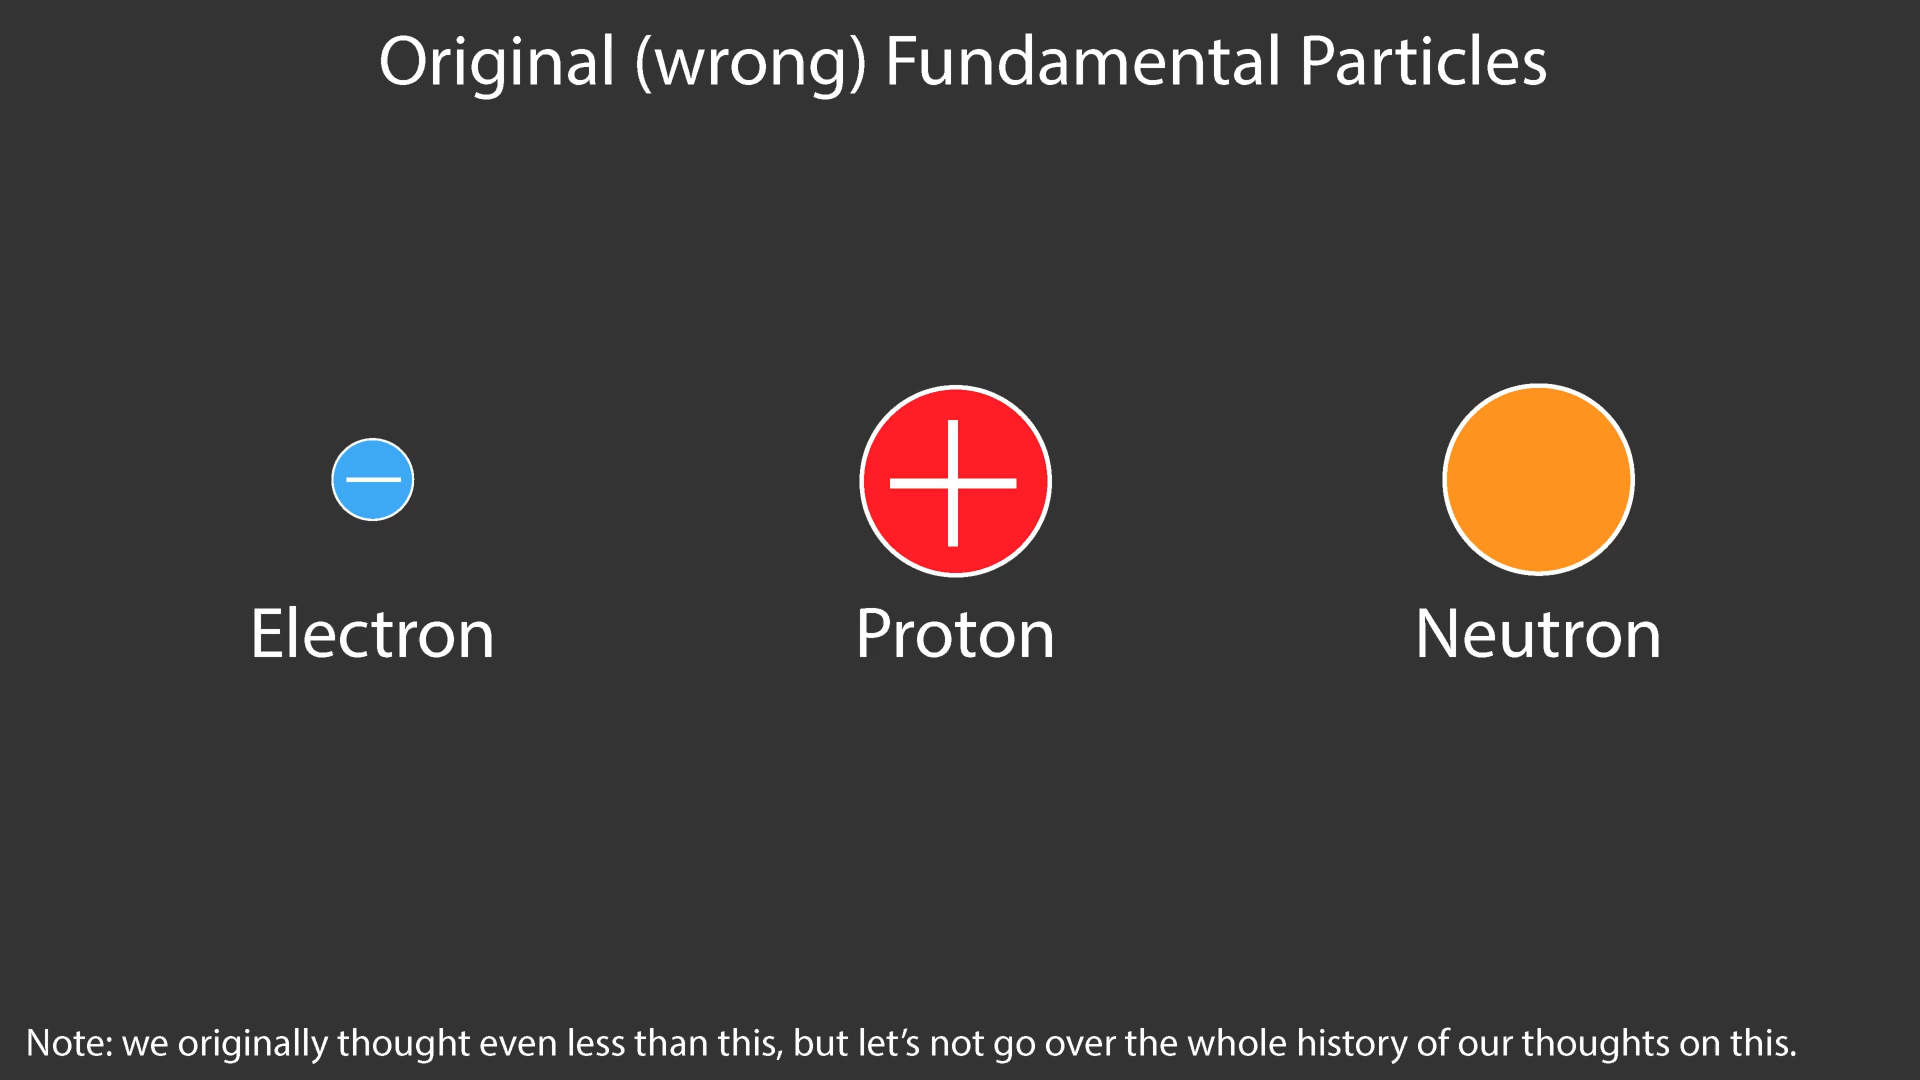 Original (wrong) Fundamental Particles
Electron
Proton
Neutron
Note: we originally thought even less than this, but let’s not go over the whole history of our thoughts on this.